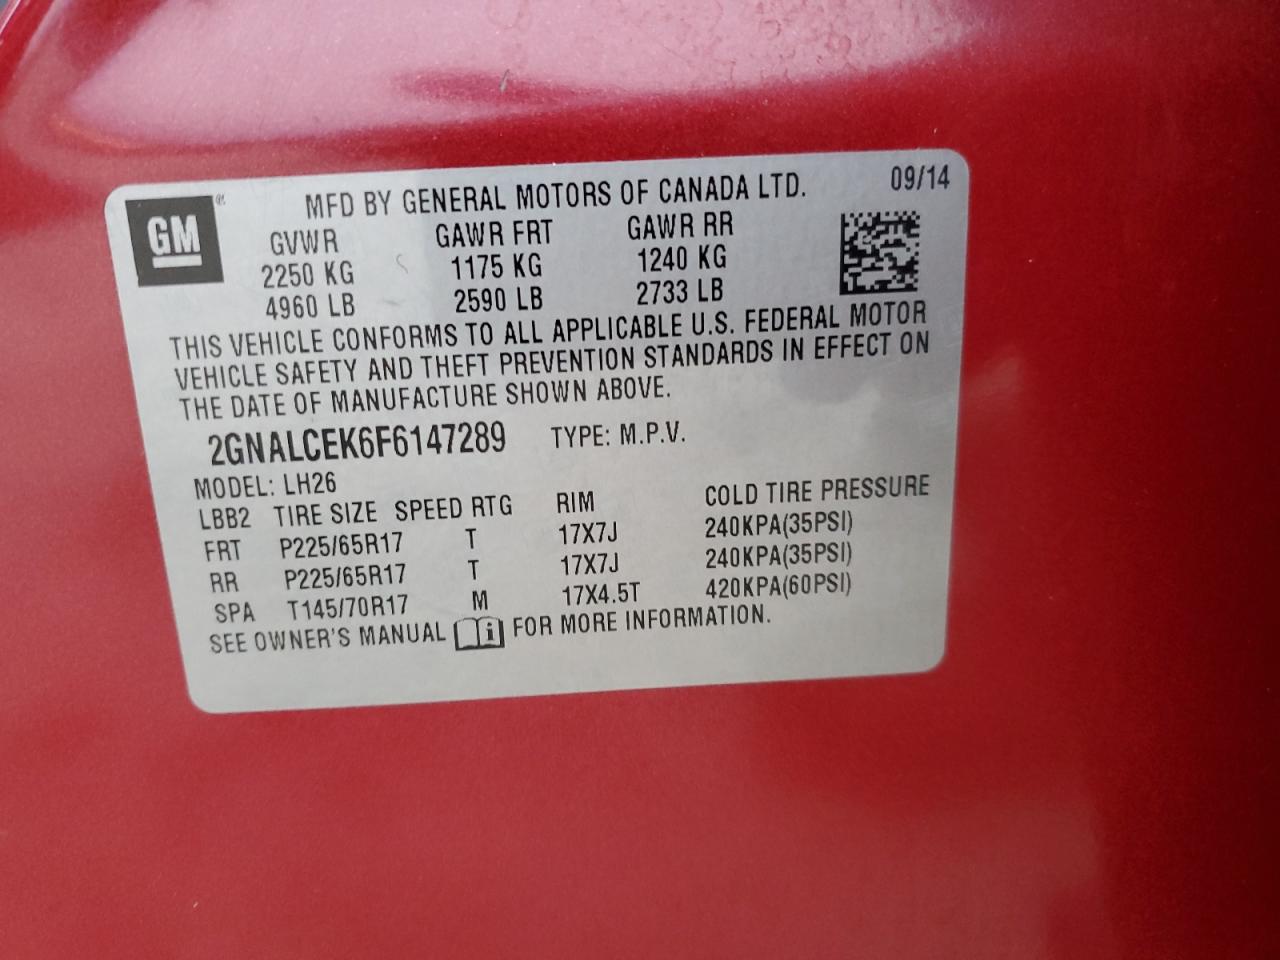 GM ®
MFD BY GENERAL MOTORS OF CANADA LTD. 09/14
GVWR GAWR FRT GAWR RR
2250 KG 1175 KG 1240 KG
4960 LB 2590 LB 2733 LB
THIS VEHICLE CONFORMS TO ALL APPLICABLE U.S. FEDERAL MOTOR
VEHICLE SAFETY AND THEFT PREVENTION STANDARDS IN EFFECT ON
THE DATE OF MANUFACTURE SHOWN ABOVE.
2GNALCEK6F6147289 TYPE: M.P.V.
MODEL: LH26
LBB2 TIRE SIZE SPEED RTG RIM COLD TIRE PRESSURE
FRT P225/65R17 T 17X7J 240KPA(35PSI)
RR P225/65R17 T 17X7J 240KPA(35PSI)
SPA T145/70R17 M 17X4.5T 420KPA(60PSI)
SEE OWNER'S MANUAL i FOR MORE INFORMATION.